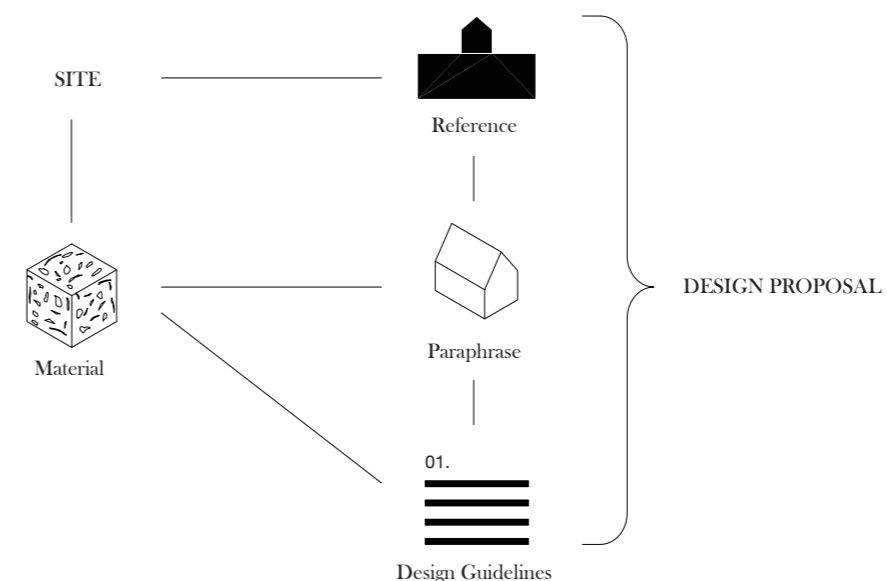 SITE
Reference
Material
Paraphrase
DESIGN PROPOSAL
01.
Design Guidelines